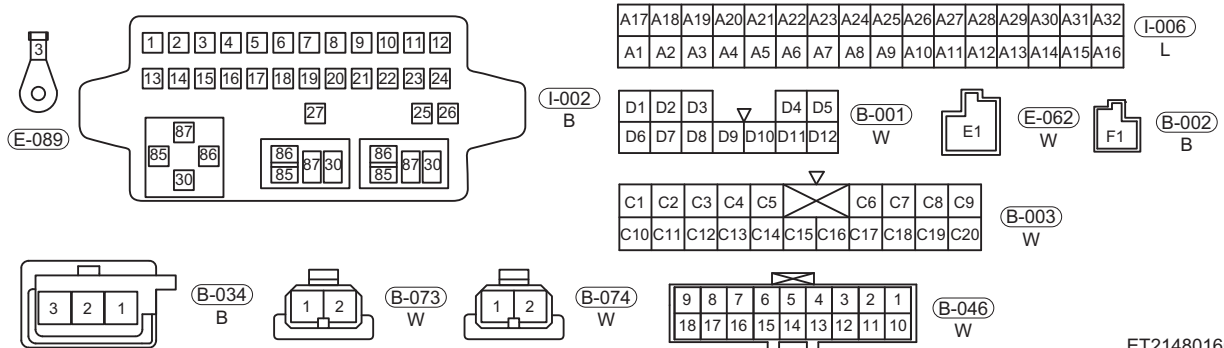 3
E-089
1 2 3 4 5 6 7 8 9 10 11 12
13 14 15 16 17 18 19 20 21 22 23 24
27 25 26
87
85 86
30
86 85 87 30
86 85 87 30
I-002
B
A17 A18 A19 A20 A21 A22 A23 A24 A25 A26 A27 A28 A29 A30 A31 A32
A1 A2 A3 A4 A5 A6 A7 A8 A9 A10 A11 A12 A13 A14 A15 A16
I-006
L
D1 D2 D3 D4 D5
D6 D7 D8 D9 D10 D11 D12
B-001
W
E1
E-062
W
F1
B-002
B
C1 C2 C3 C4 C5 C6 C7 C8 C9
C10 C11 C12 C13 C14 C15 C16 C17 C18 C19 C20
B-003
W
3 2 1
B-034
B
1 2
B-073
W
1 2
B-074
W
9 8 7 6 5 4 3 2 1
18 17 16 15 14 13 12 11 10
B-046
W
ET2148016